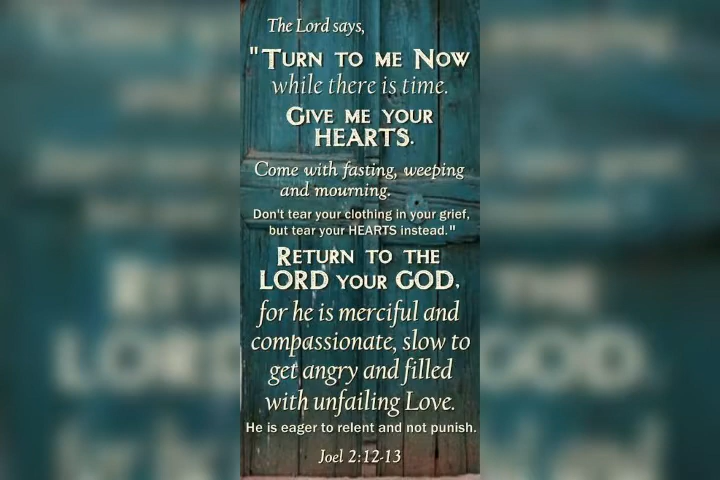 The Lord says,
"Turn to me Now
while there is time.
Give me your
HEARTS.
Come with fasting, weeping
and mourning.
Don't tear your clothing in your grief,
but tear your HEARTS instead."
Return to the
LORD your GOD,
for he is merciful and
compassionate, slow to
get angry and filled
with unfailing Love.
He is eager to relent and not punish.
Joel 2:12-13